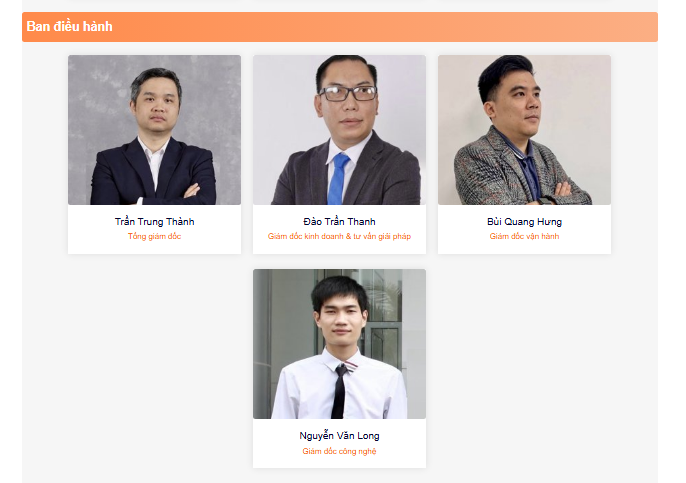 Ban điều hành
Trần Trung Thành
Tổng giám đốc
Đào Trần Thanh
Giám đốc kinh doanh & tư vấn giải pháp
Bùi Quang Hưng
Giám đốc vận hành
Nguyễn Văn Long
Giám đốc công nghệ